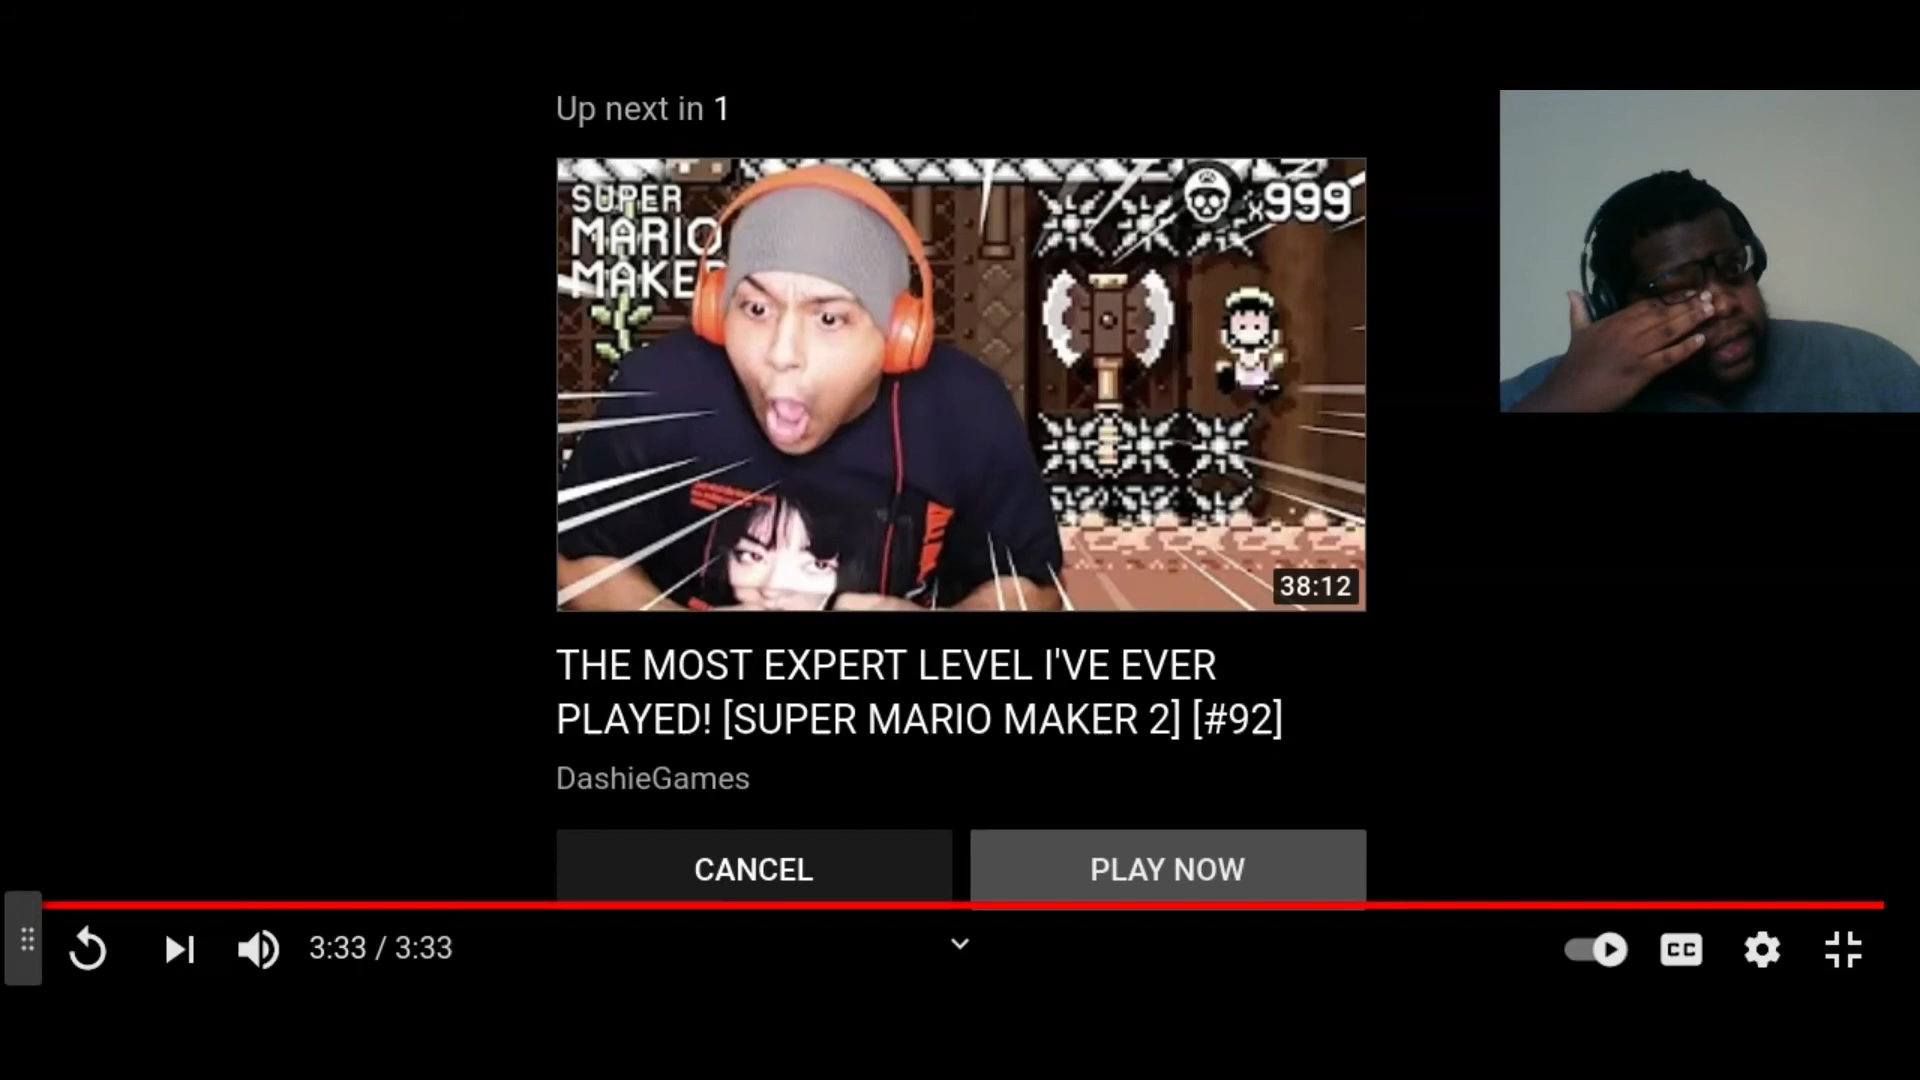 Up next in 1
SUPER
MARIO
MAKER
x999
38:12
THE MOST EXPERT LEVEL I'VE EVER
PLAYED! [SUPER MARIO MAKER 2] [#92]
DashieGames
CANCEL
PLAY NOW
3:33 / 3:33
CC